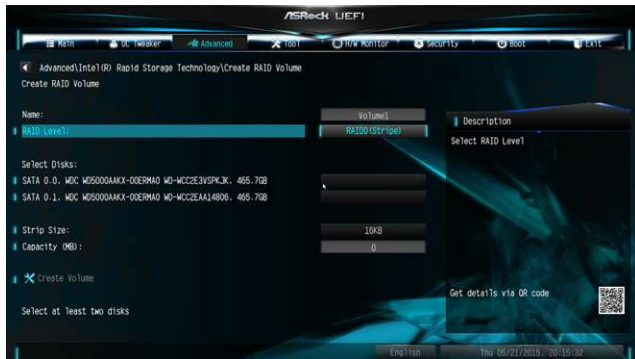 ASRock UEFI
Main OC Tweaker Advanced Tool H/W Monitor Security Boot Exit
Advanced\Intel(R) Rapid Storage Technology\Create RAID Volume
Create RAID Volume
Name: Volume1
RAID Level: RAID0(Stripe)
Select Disks:
SATA 0.0, WDC WD5000AAKX-00ERMA0 WD-WCC2E3VSPKJK, 465.7GB
SATA 0.1, WDC WD5000AAKX-00ERMA0 WD-WCC2EAA14806, 465.7GB
Strip Size: 16KB
Capacity (MB): 0
Create Volume
Select at least two disks
Description
Select RAID Level
Get details via QR code
English Thu 05/21/2015, 20:15:32